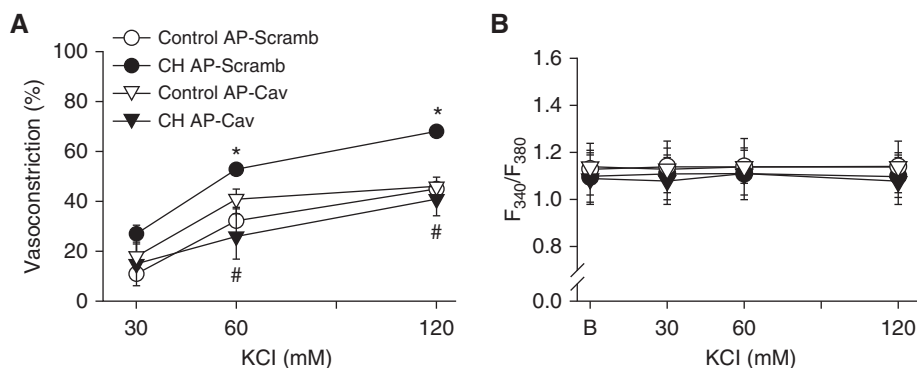 A
Control AP-Scramb
CH AP-Scramb
Control AP-Cav
CH AP-Cav
Vasoconstriction (%)
100
80
60
40
20
0
*
*
#
#
30
60
120
KCl (mM)
B
F340/F380
1.6
1.4
1.2
1.0
0.8
0.0
B
30
60
120
KCl (mM)